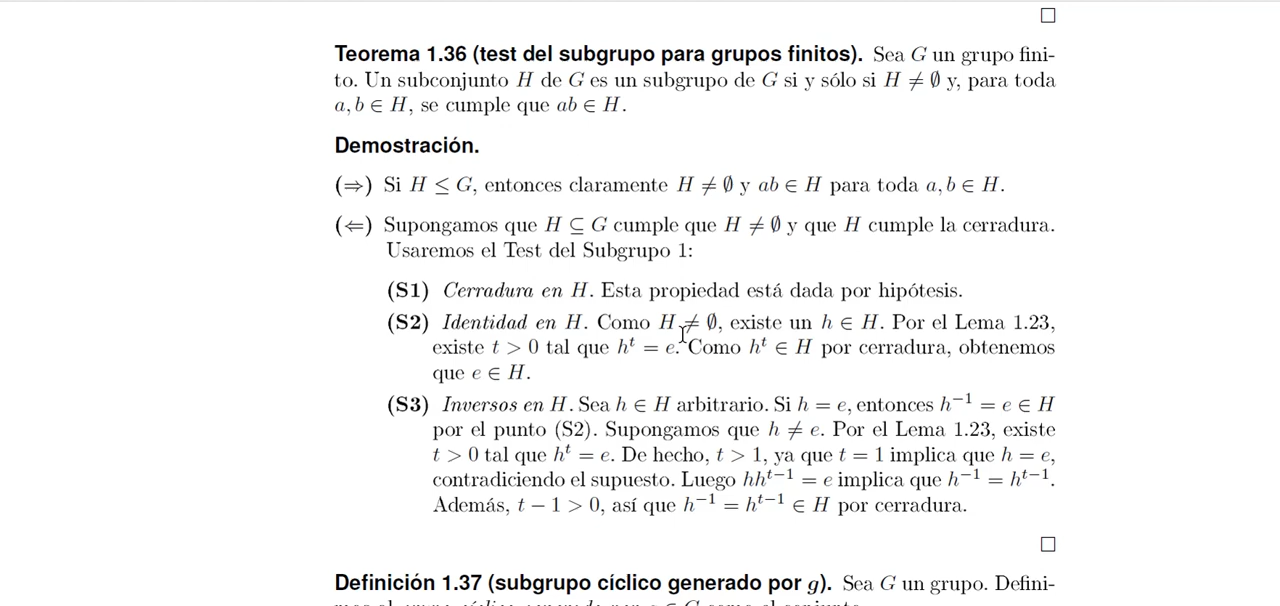 □
Teorema 1.36 (test del subgrupo para grupos finitos). Sea G un grupo fini-
to. Un subconjunto H de G es un subgrupo de G si y sólo si H ≠ ∅ y, para toda
a, b ∈ H, se cumple que ab ∈ H.
Demostración.
(⇒) Si H ≤ G, entonces claramente H ≠ ∅ y ab ∈ H para toda a, b ∈ H.
(⇐) Supongamos que H ⊆ G cumple que H ≠ ∅ y que H cumple la cerradura.
Usaremos el Test del Subgrupo 1:
(S1) Cerradura en H. Esta propiedad está dada por hipótesis.
(S2) Identidad en H. Como H ≠ ∅, existe un h ∈ H. Por el Lema 1.23,
existe t > 0 tal que hᵗ = e. Como hᵗ ∈ H por cerradura, obtenemos
que e ∈ H.
(S3) Inversos en H. Sea h ∈ H arbitrario. Si h = e, entonces h⁻¹ = e ∈ H
por el punto (S2). Supongamos que h ≠ e. Por el Lema 1.23, existe
t > 0 tal que hᵗ = e. De hecho, t > 1, ya que t = 1 implica que h = e,
contradiciendo el supuesto. Luego hhᵗ⁻¹ = e implica que h⁻¹ = hᵗ⁻¹.
Además, t − 1 > 0, así que h⁻¹ = hᵗ⁻¹ ∈ H por cerradura.
□
Definición 1.37 (subgrupo cíclico generado por g). Sea G un grupo. Defini-